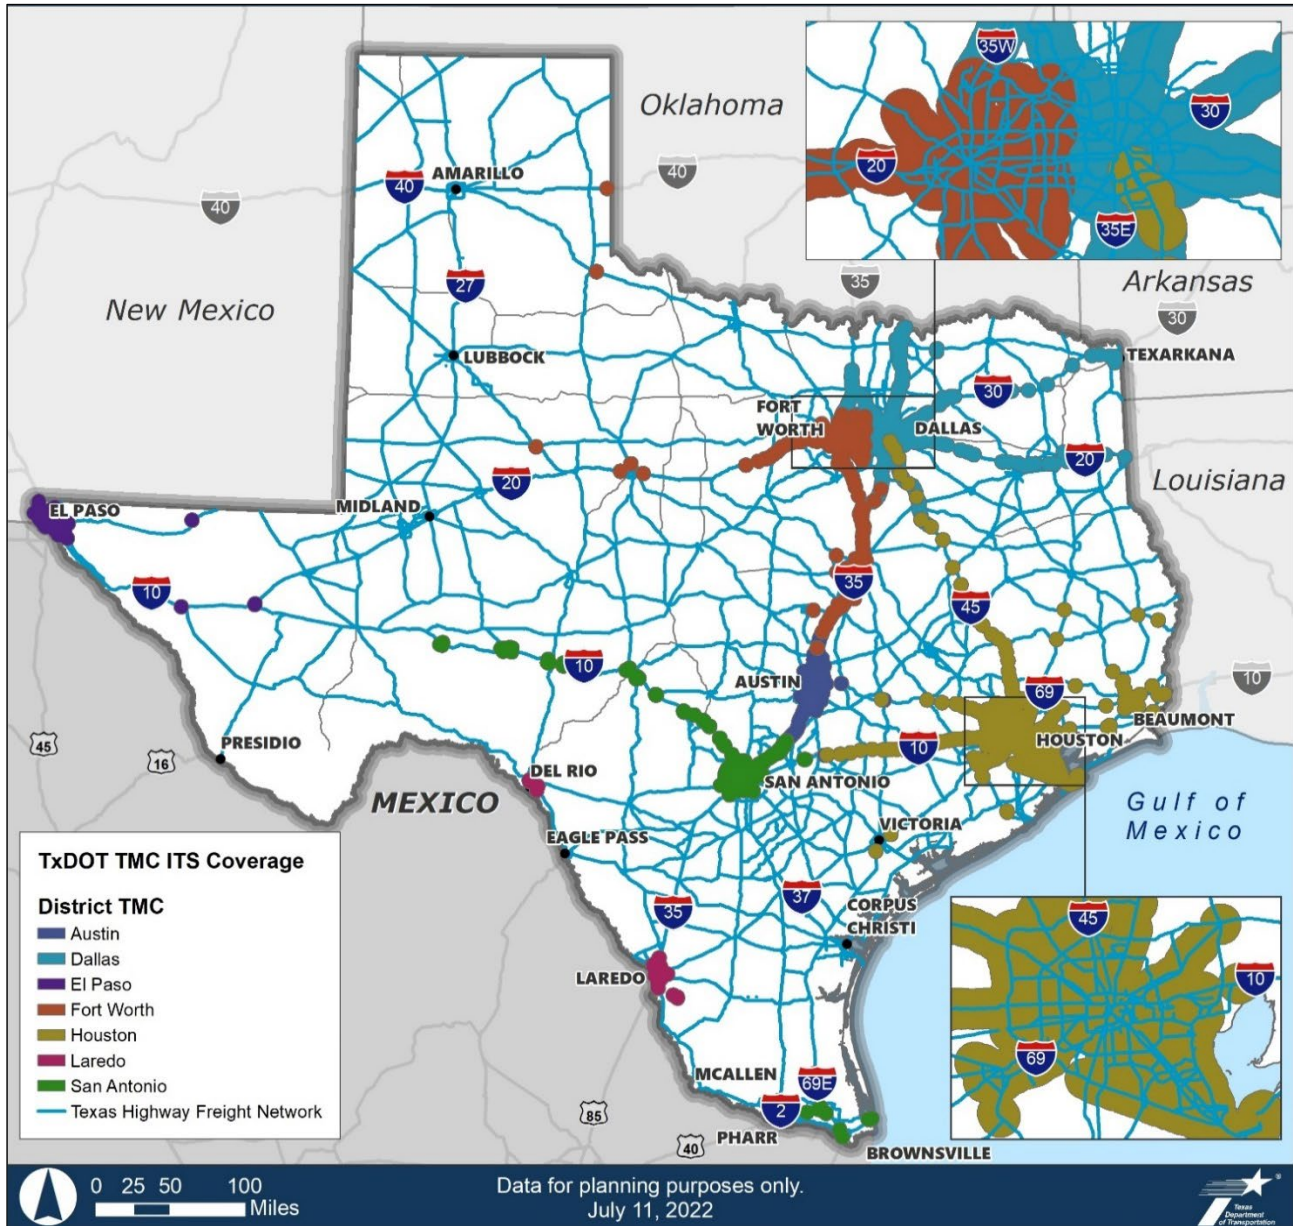 35W
30
20
35E
Oklahoma
40
AMARILLO
40
40
27
New Mexico
35
Arkansas
30
LUBBOCK
TEXARKANA
30
FORT
WORTH
DALLAS
20
Louisiana
20
MIDLAND
EL PASO
10
35
45
10
AUSTIN
69
10
BEAUMONT
HOUSTON
10
SAN ANTONIO
45
16
PRESIDIO
DEL RIO
MEXICO
Gulf of
Mexico
EAGLE PASS
VICTORIA
35
37
CORPUS
CHRISTI
LAREDO
MCALLEN
69E
2
PHARR
BROWNSVILLE
85
40
45
10
69
TxDOT TMC ITS Coverage
District TMC
Austin
Dallas
El Paso
Fort Worth
Houston
Laredo
San Antonio
Texas Highway Freight Network
0 25 50 100
Miles
Data for planning purposes only.
July 11, 2022
Texas
Department
of Transportation
®